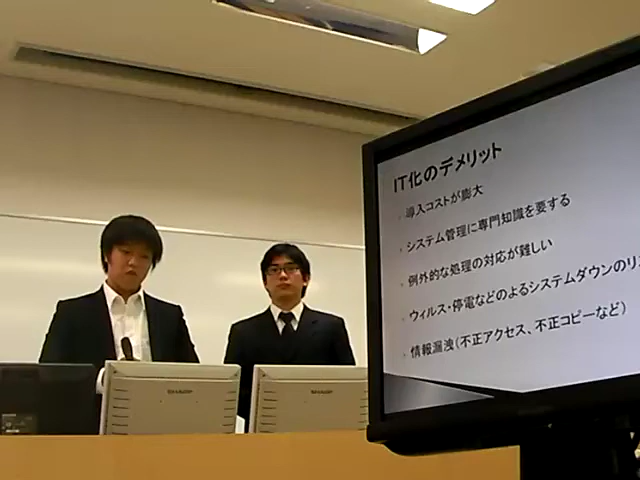 IT化のデメリット
導入コストが膨大
システム管理に専門知識を要する
例外的な処理の対応が難しい
ウィルス・停電などのよるシステムダウンのリ
情報漏洩(不正アクセス、不正コピーなど)
SHARP
SHARP